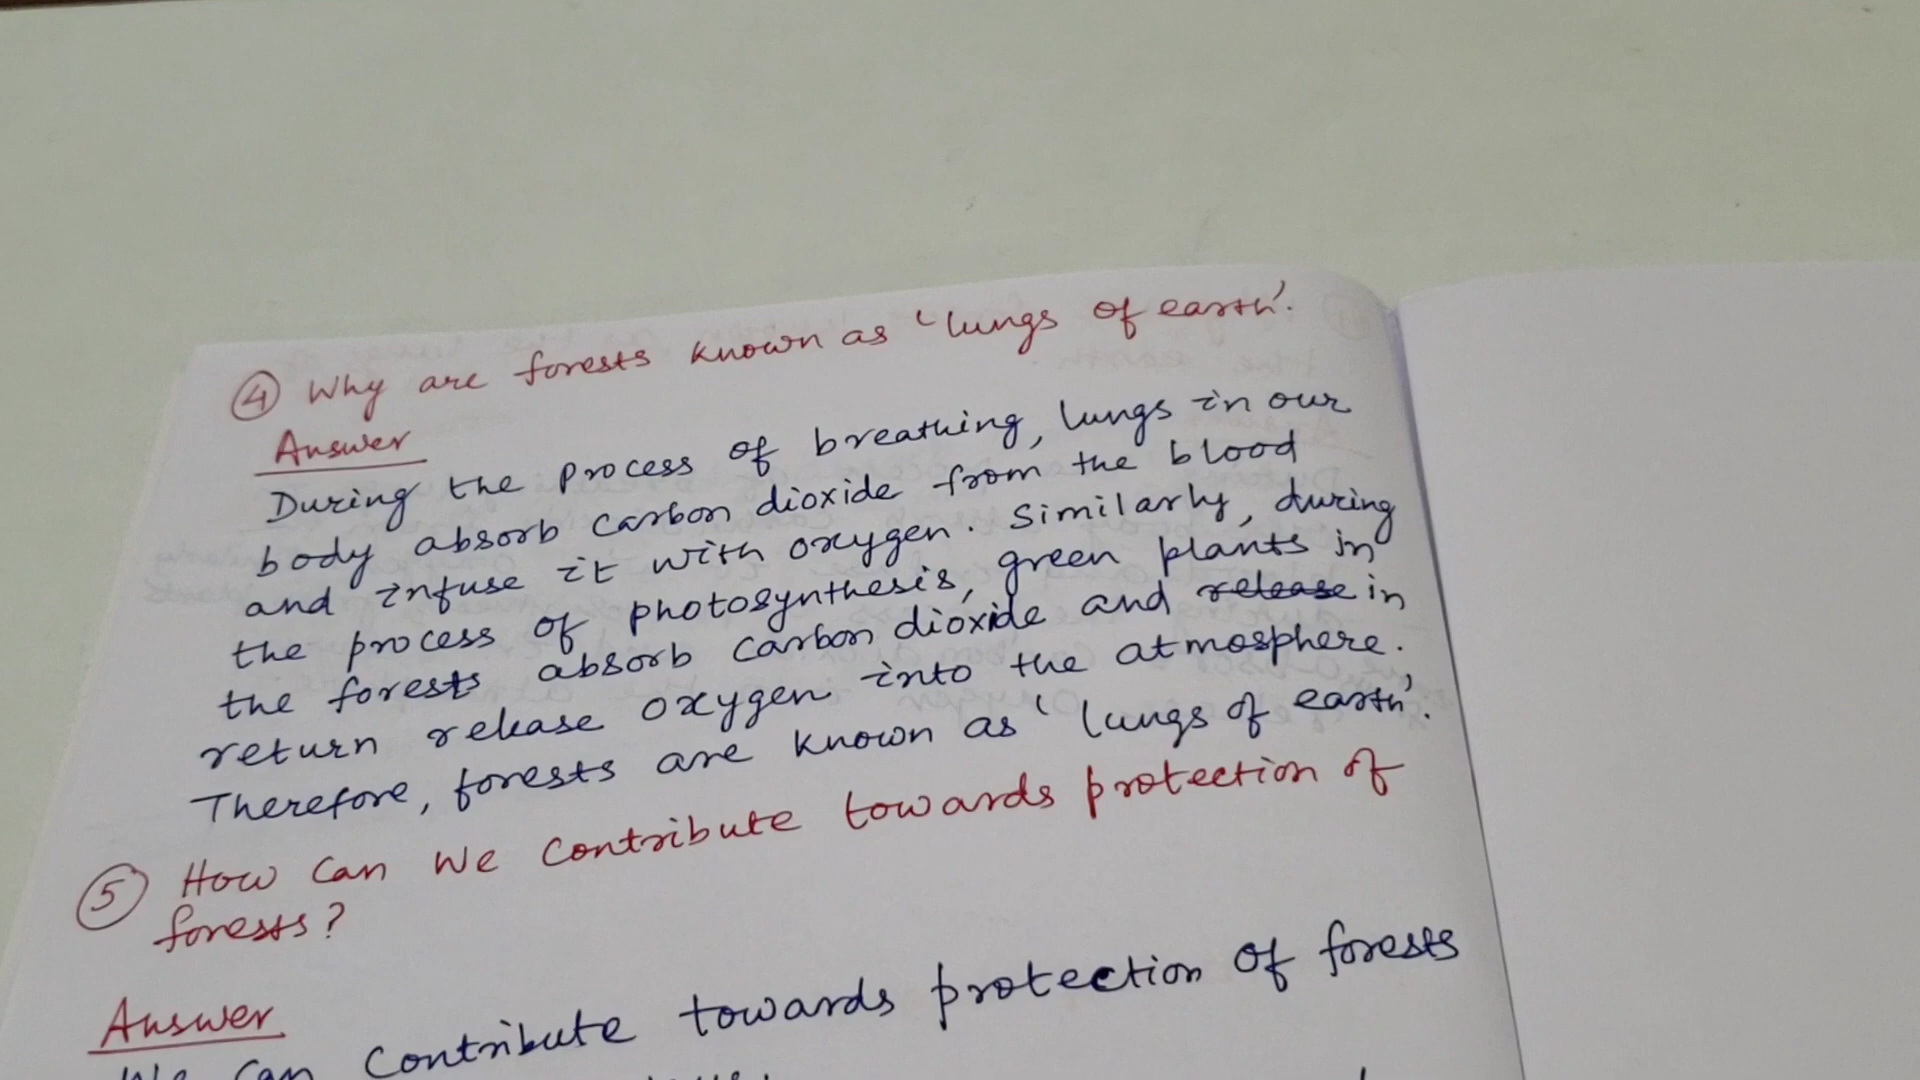 ④ Why are forests known as 'lungs of earth'.
Answer
During the process of breathing, lungs in our
body absorb carbon dioxide from the blood
and infuse it with oxygen. Similarly, during
the process of photosynthesis, green plants in
the forests absorb carbon dioxide and release in
return release oxygen into the atmosphere.
Therefore, forests are known as 'lungs of earth'.
⑤ How can we contribute towards protection of
forests?
Answer
We can contribute towards protection of forests